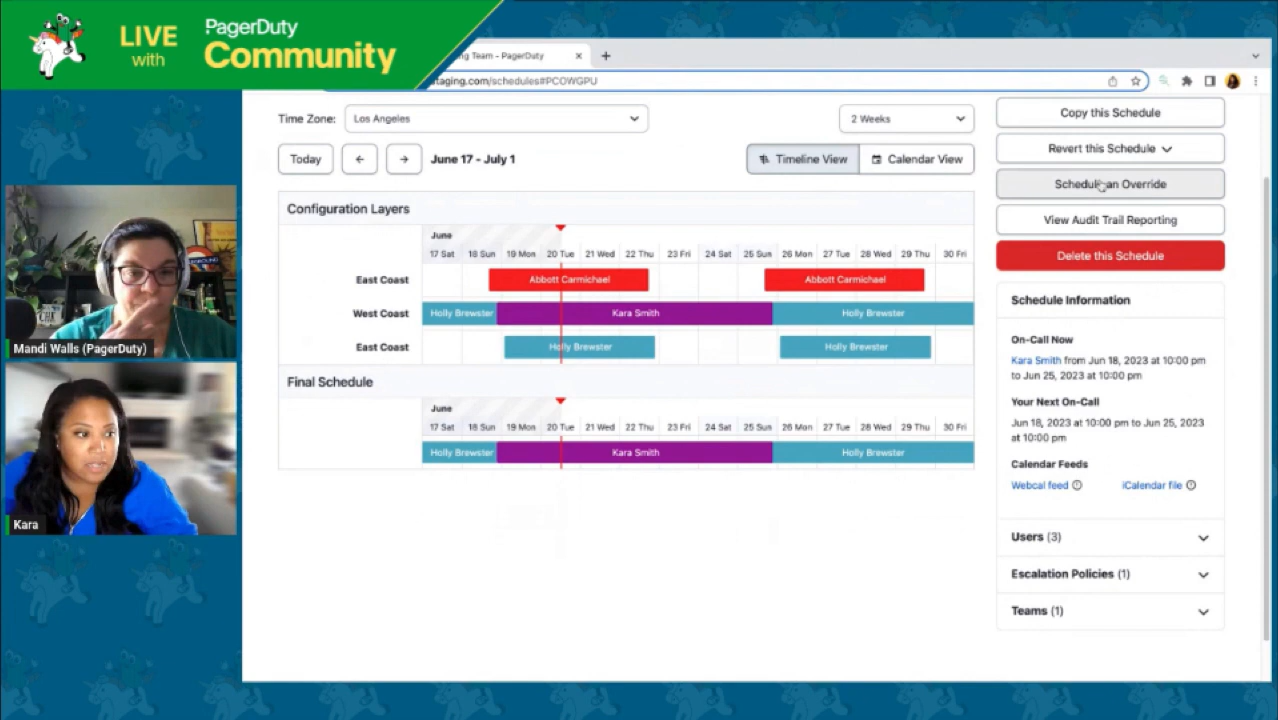 LIVE
with
PagerDuty
Community
ng Team - PagerDuty
taging.com/schedules#PCOWGPU
Time Zone:
Los Angeles
2 Weeks
Today
June 17 - July 1
Timeline View
Calendar View
Configuration Layers
June
17 Sat 18 Sun 19 Mon 20 Tue 21 Wed 22 Thu 23 Fri 24 Sat 25 Sun 26 Mon 27 Tue 28 Wed 29 Thu 30 Fri
East Coast Abbott Carmichael Abbott Carmichael
West Coast Holly Brewster Kara Smith Holly Brewster
East Coast Holly Brewster Holly Brewster
Final Schedule
June
17 Sat 18 Sun 19 Mon 20 Tue 21 Wed 22 Thu 23 Fri 24 Sat 25 Sun 26 Mon 27 Tue 28 Wed 29 Thu 30 Fri
Holly Brewster Kara Smith Holly Brewster
Copy this Schedule
Revert this Schedule
Schedule an Override
View Audit Trail Reporting
Delete this Schedule
Schedule Information
On-Call Now
Kara Smith from Jun 18, 2023 at 10:00 pm
to Jun 25, 2023 at 10:00 pm
Your Next On-Call
Jun 18, 2023 at 10:00 pm to Jun 25, 2023
at 10:00 pm
Calendar Feeds
Webcal feed iCalendar file
Users (3)
Escalation Policies (1)
Teams (1)
Mandi Walls (PagerDuty)
Kara